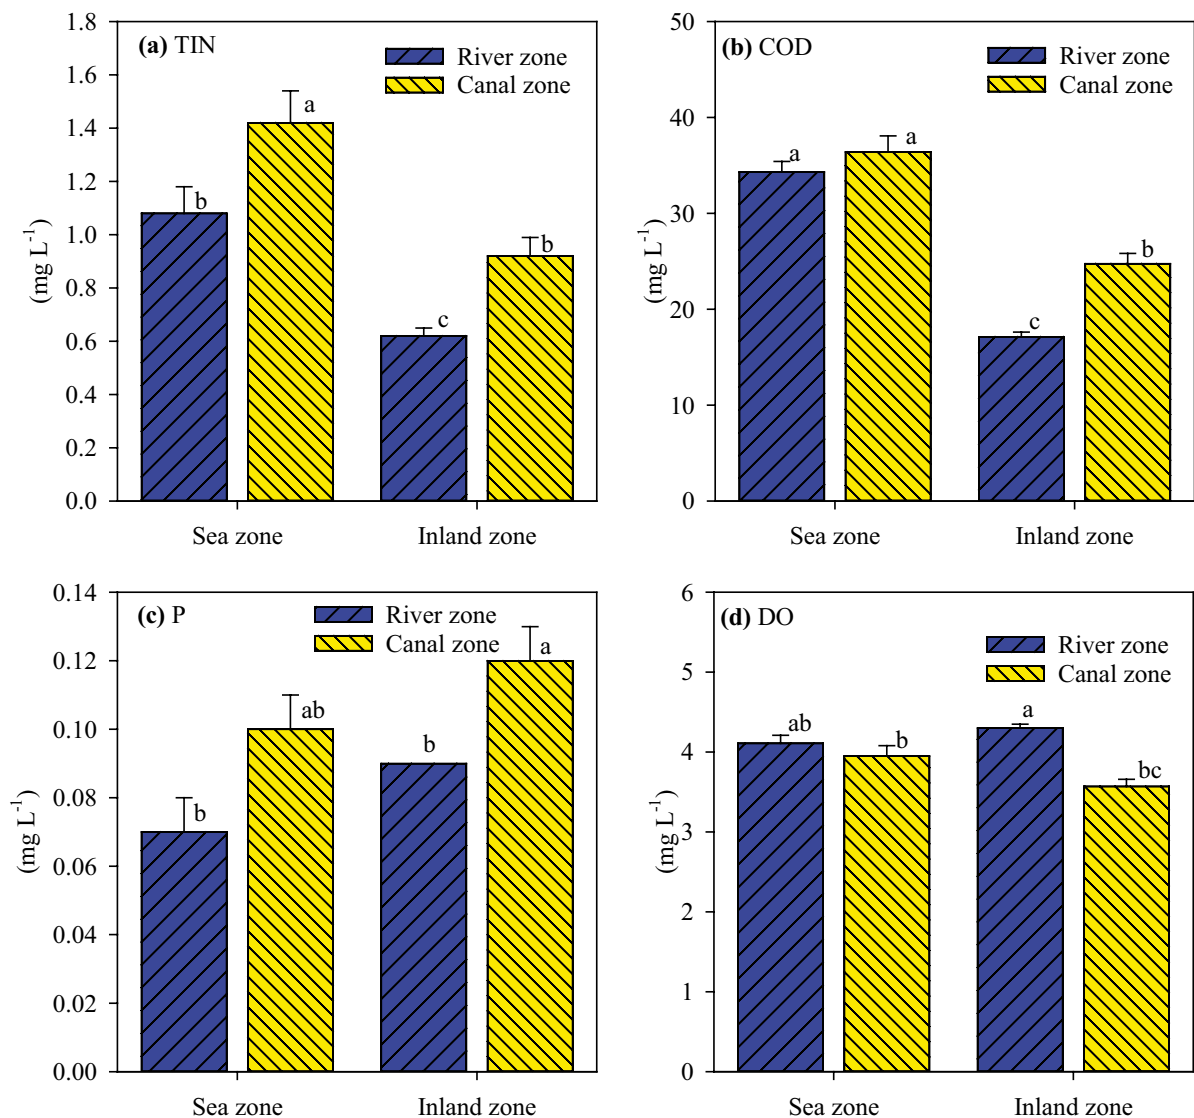 (a) TIN
River zone
Canal zone
1.8
1.6
1.4
1.2
1.0
0.8
0.6
0.4
0.2
0.0
(mg L⁻¹)
a
b
b
c
Sea zone
Inland zone
(b) COD
River zone
Canal zone
50
40
30
20
10
0
(mg L⁻¹)
a
a
b
c
Sea zone
Inland zone
(c) P
River zone
Canal zone
0.14
0.12
0.10
0.08
0.06
0.04
0.02
0.00
(mg L⁻¹)
b
ab
b
a
Sea zone
Inland zone
(d) DO
River zone
Canal zone
6
5
4
3
4
2
1
0
(mg L⁻¹)
ab
b
a
bc
Sea zone
Inland zone